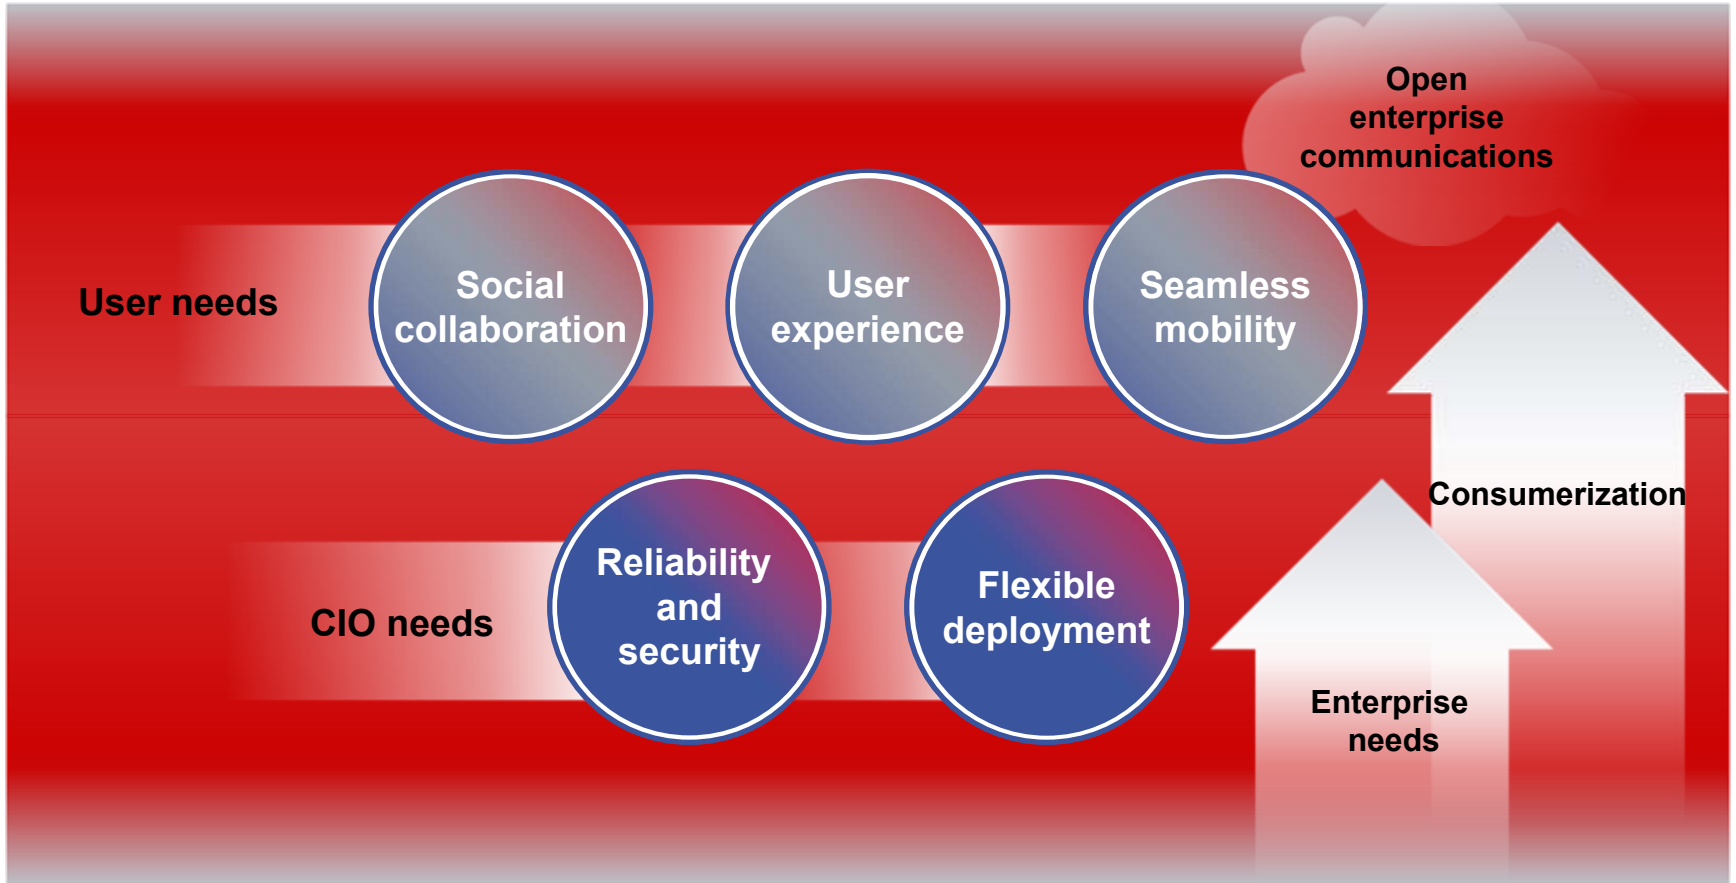 Open
enterprise
communications
User needs
Social
collaboration
User
experience
Seamless
mobility
Consumerization
CIO needs
Reliability
and
security
Flexible
deployment
Enterprise
needs